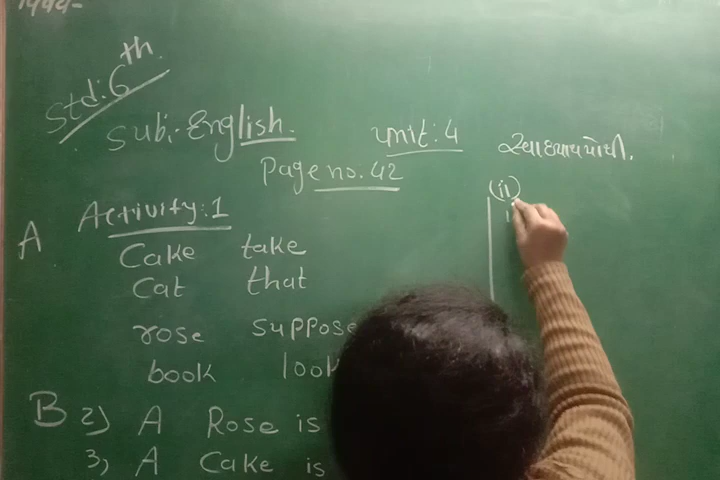 Std: 6th.
Sub:- English.
Unit: 4 સ્વાધ્યાયપોથી.
Page no. 42
A Activity: 1
Cake take
Cat that
rose suppose
book look
B 2) A Rose is
3) A Cake is
(ii)